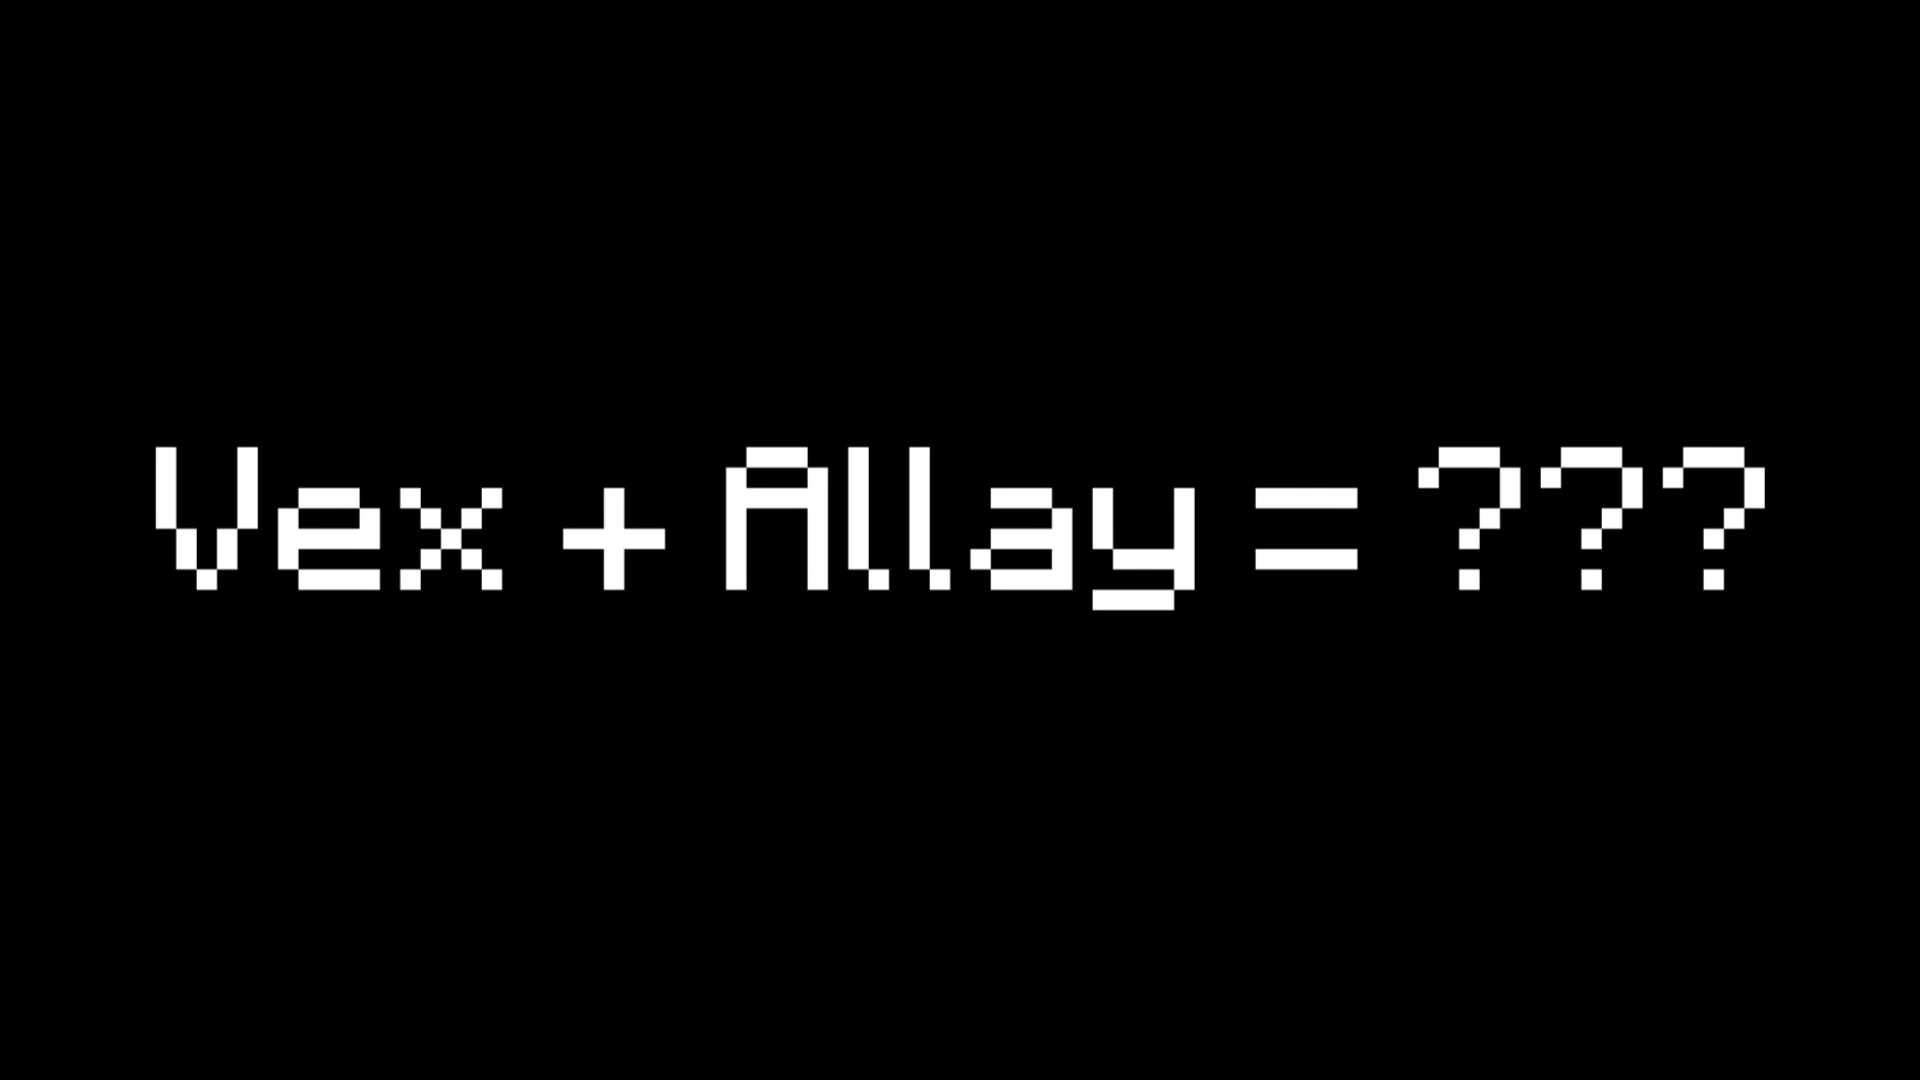 Vex + Allay = ???